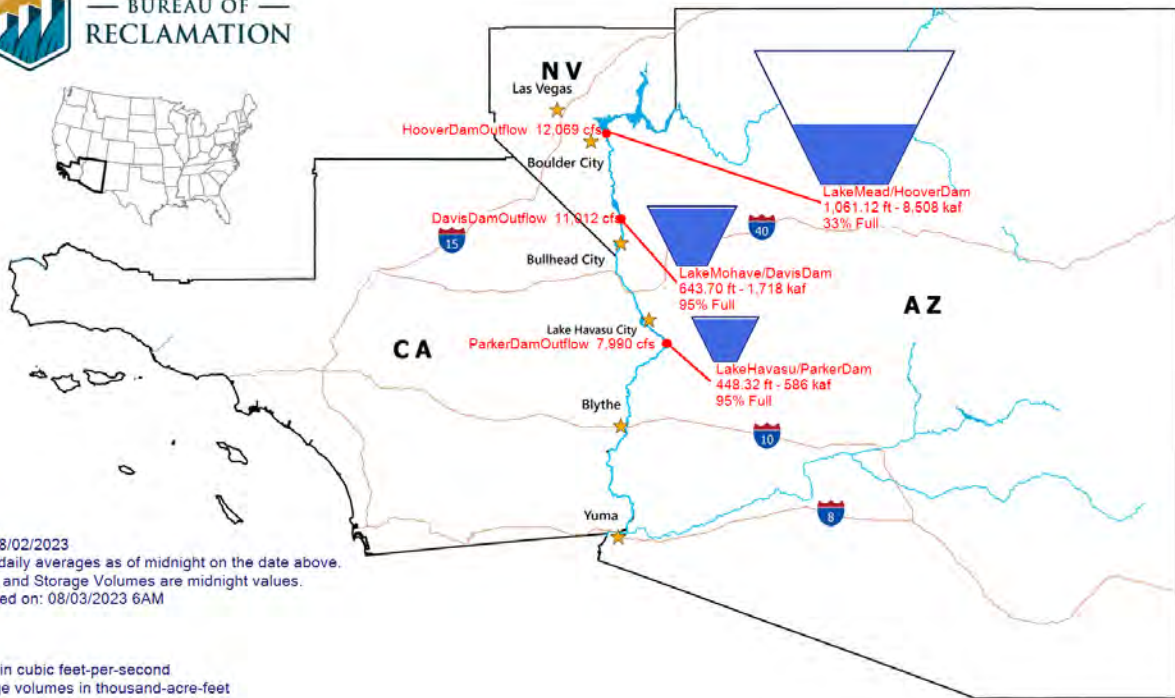 BUREAU OF
RECLAMATION
N V
Las Vegas
HooverDamOutflow 12,069 cfs
Boulder City
LakeMead/HooverDam
1,061.12 ft - 8,508 kaf
33% Full
DavisDamOutflow 11,012 cfs
15
40
Bullhead City
LakeMohave/DavisDam
643.70 ft - 1,718 kaf
95% Full
A Z
Lake Havasu City
C A
ParkerDamOutflow 7,990 cfs
LakeHavasu/ParkerDam
448.32 ft - 586 kaf
95% Full
Blythe
10
Yuma
8
8/02/2023
daily averages as of midnight on the date above.
and Storage Volumes are midnight values.
ed on: 08/03/2023 6AM
in cubic feet-per-second
ge volumes in thousand-acre-feet